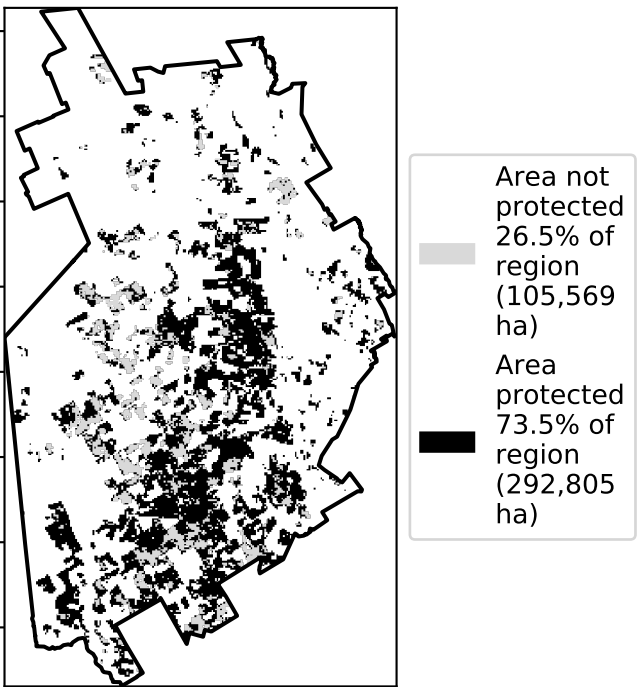 Area not
protected
26.5% of
region
(105,569
ha)
Area
protected
73.5% of
region
(292,805
ha)